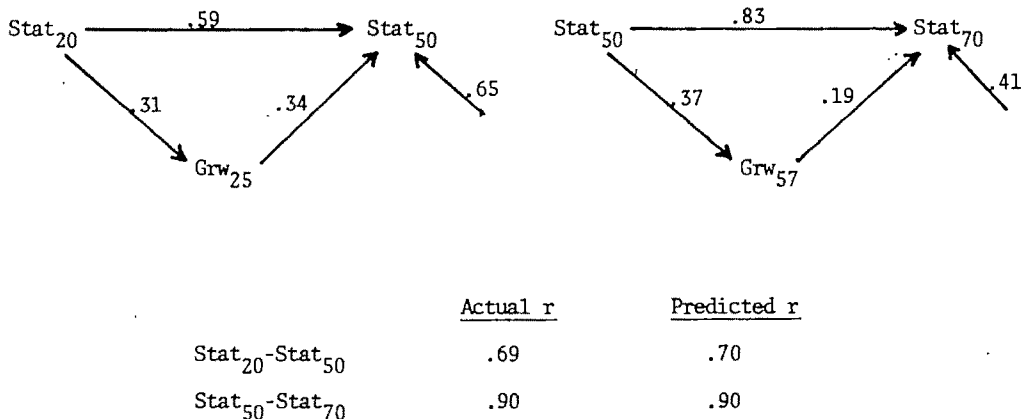 .59 .83
Stat20 Stat50 Stat50 Stat70
.31 .34 .65 .37 .19 .41
Grw25 Grw57
Actual r Predicted r
Stat20-Stat50 .69 .70
Stat50-Stat70 .90 .90